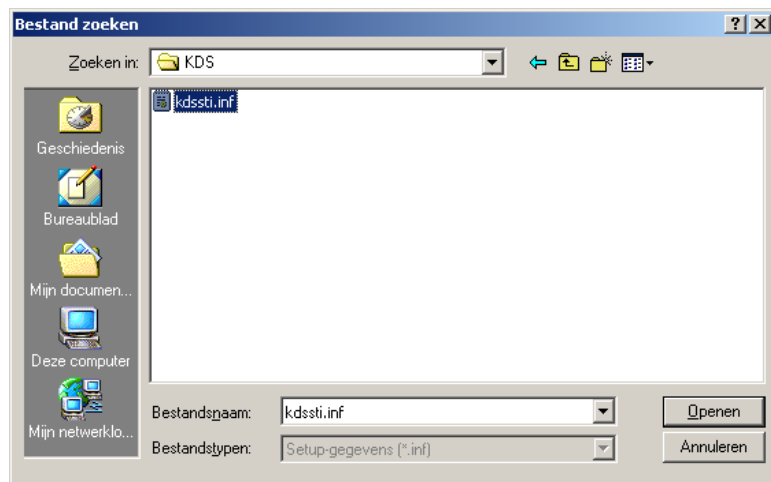 Bestand zoeken
Zoeken in: KDS
kdssti.inf
Geschiedenis
Bureaublad
Mijn documen...
Deze computer
Mijn netwerklo...
Bestandsnaam: kdssti.inf Openen
Bestandstypen: Setup-gegevens (*.inf) Annuleren